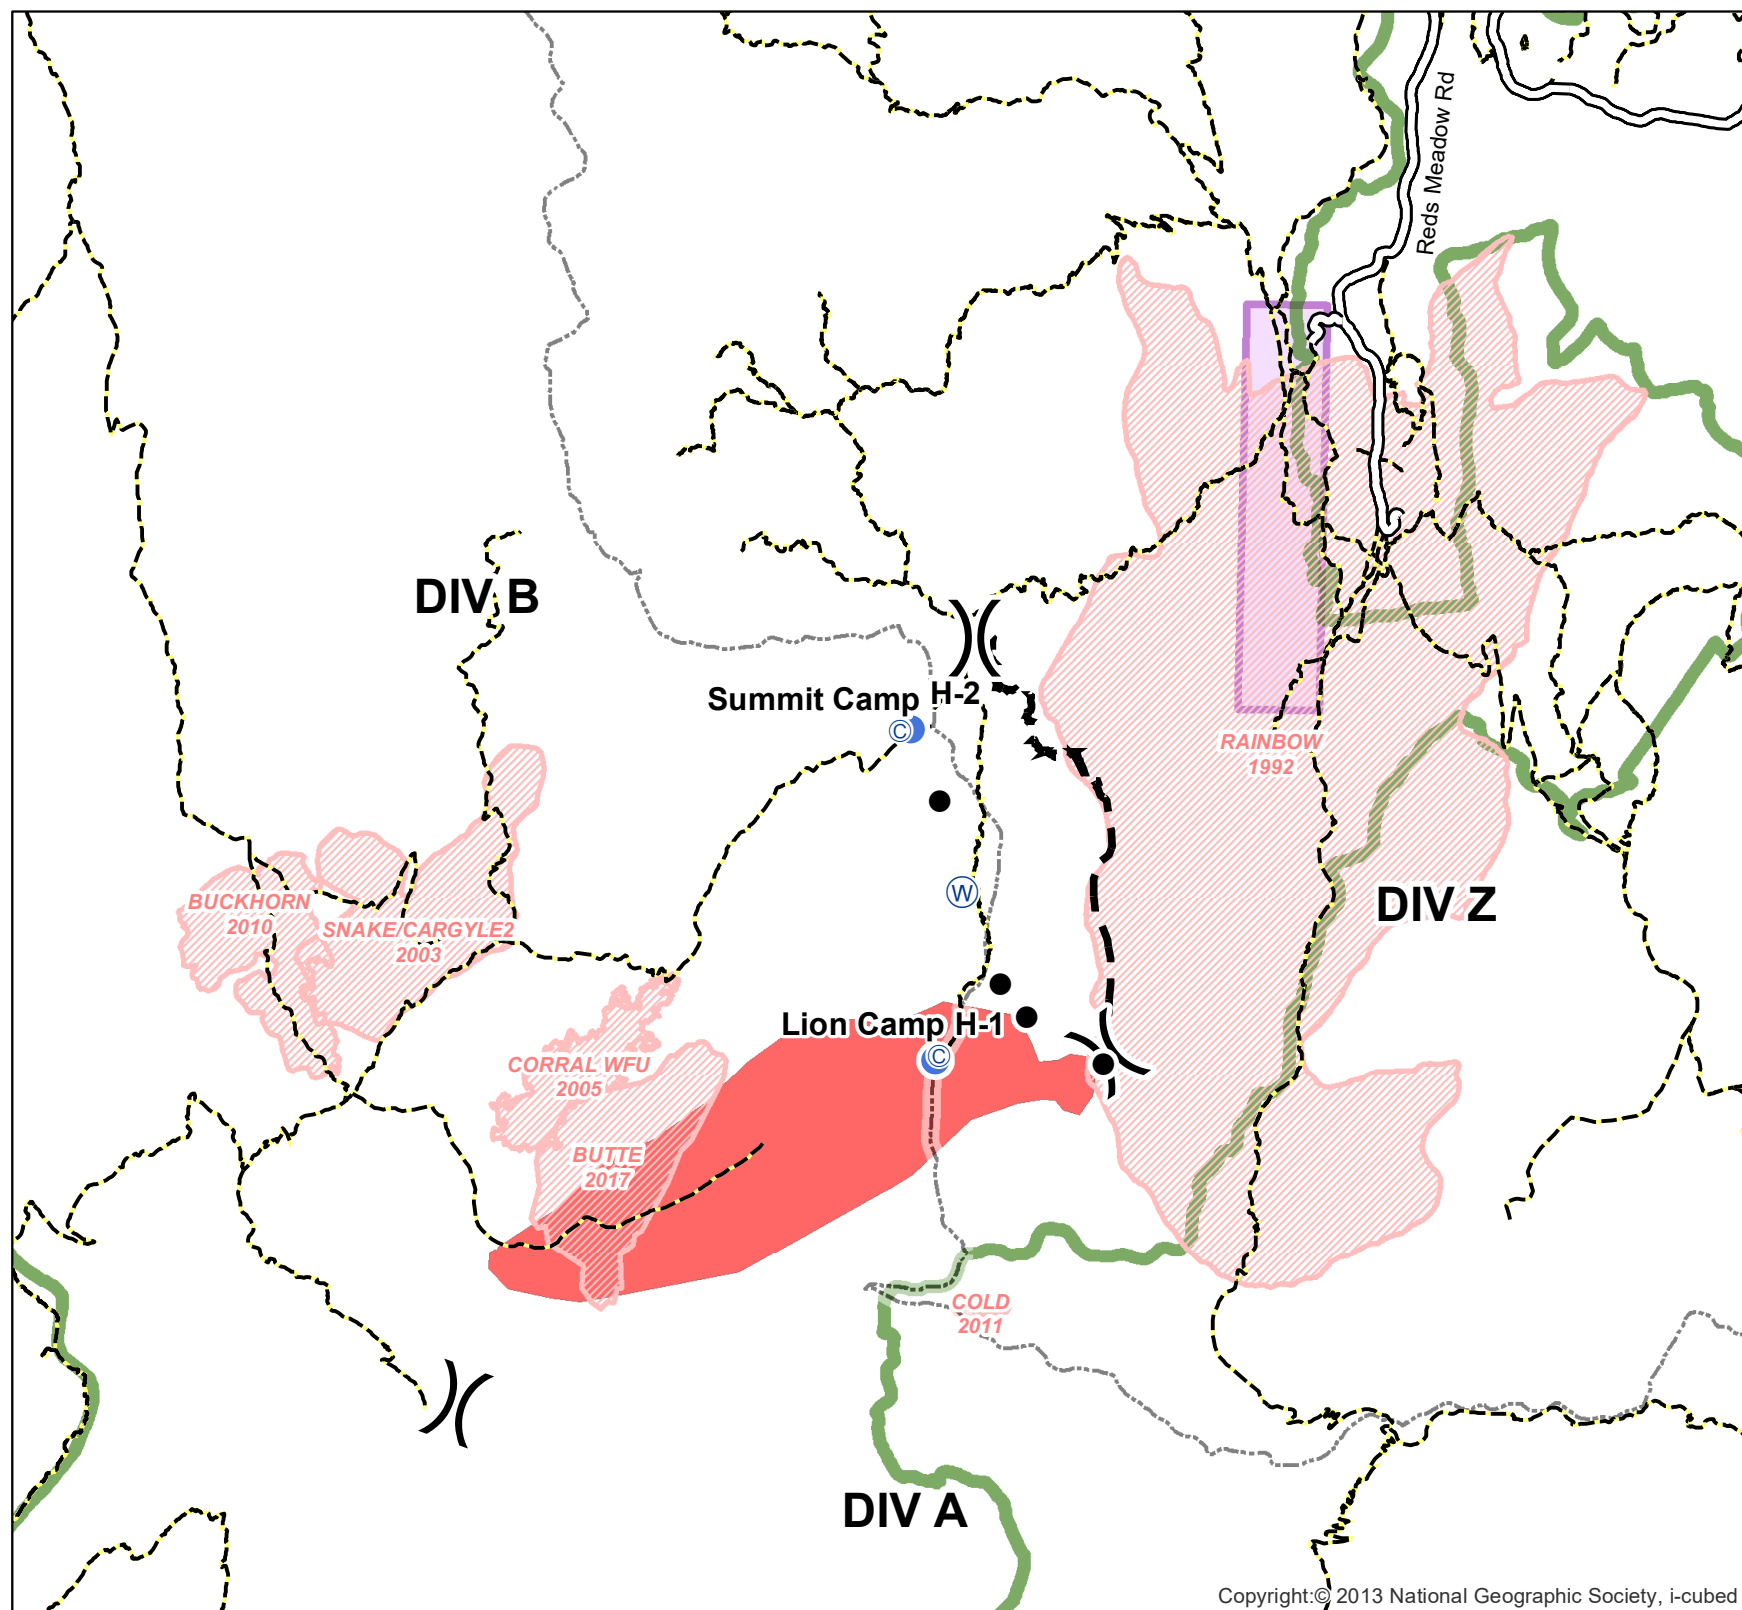 Reds Meadow Rd
DIV B
Summit Camp H-2
C
RAINBOW
1992
W
DIV Z
BUCKHORN
2010
SNAKE/CARGYLE2
2003
Lion Camp H-1
C
CORRAL WFU
2005
BUTTE
2017
COLD
2011
DIV A
Copyright:© 2013 National Geographic Society, i-cubed